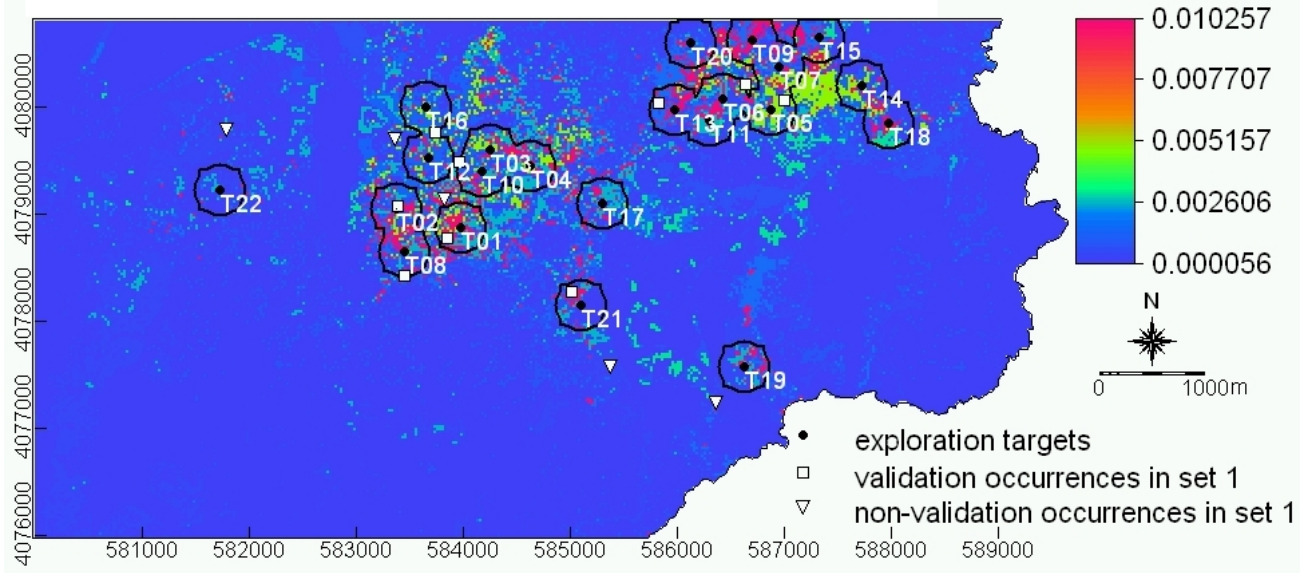 0.010257
0.007707
0.005157
0.002606
0.000056
N
0 1000m
4080000
4079000
4078000
4077000
4076000
T20
T09
T15
T07
T14
T06
T13
T11
T05
T18
T16
T03
T12
T10
T04
T22
T02
T17
T01
T08
T21
T19
exploration targets
validation occurrences in set 1
non-validation occurrences in set 1
581000 582000 583000 584000 585000 586000 587000 588000 589000